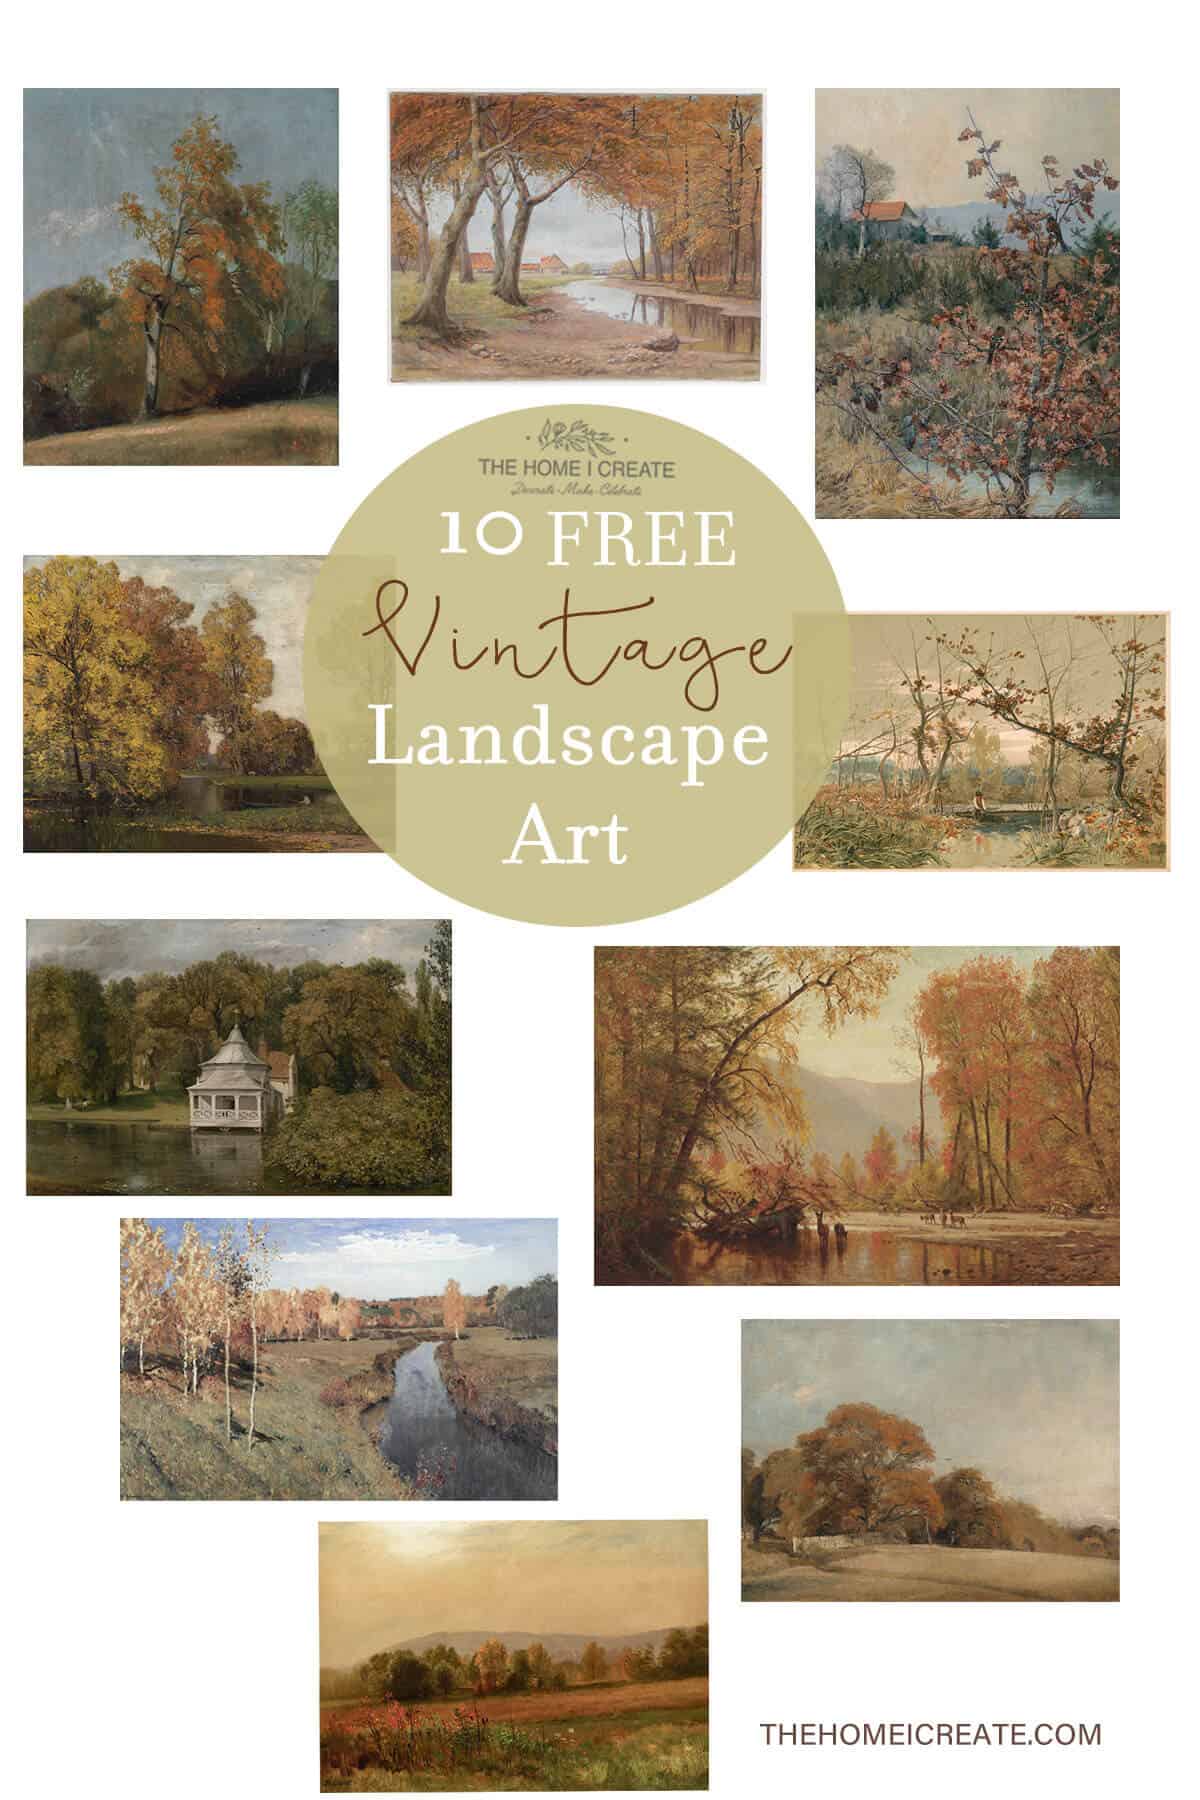 THE HOME I CREATE
Decorate · Make · Celebrate
10 FREE
Vintage
Landscape
Art
THEHOMEICREATE.COM